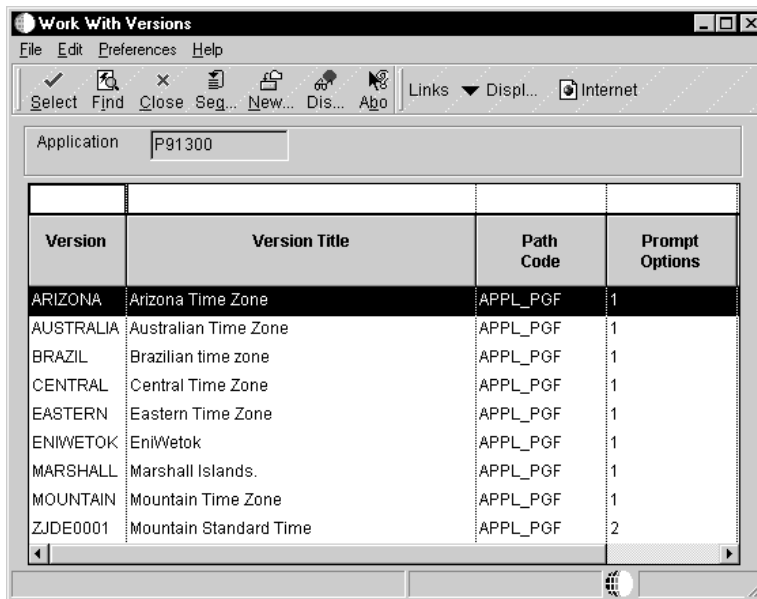 Work With Versions
File Edit Preferences Help
Select Find Close Seq... New... Dis... Abo Links Displ... Internet
Application P91300
Version Version Title Path Code Prompt Options
ARIZONA Arizona Time Zone APPL_PGF 1
AUSTRALIA Australian Time Zone APPL_PGF 1
BRAZIL Brazilian time zone APPL_PGF 1
CENTRAL Central Time Zone APPL_PGF 1
EASTERN Eastern Time Zone APPL_PGF 1
ENIWETOK EniWetok APPL_PGF 1
MARSHALL Marshall Islands. APPL_PGF 1
MOUNTAIN Mountain Time Zone APPL_PGF 1
ZJDE0001 Mountain Standard Time APPL_PGF 2